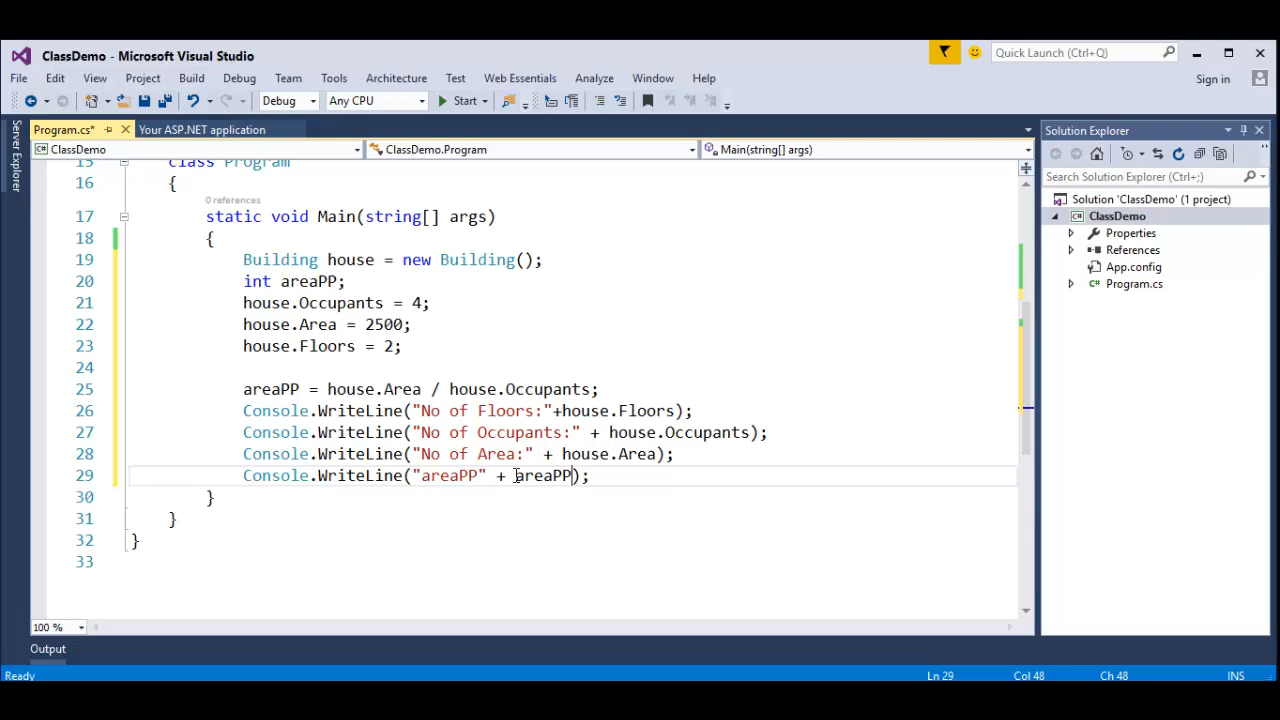 ClassDemo - Microsoft Visual Studio
Quick Launch (Ctrl+Q)
File Edit View Project Build Debug Team Tools Architecture Test Web Essentials Analyze Window Help
Sign in
Debug Any CPU Start
Server Explorer
Program.cs* Your ASP.NET application
ClassDemo ClassDemo.Program Main(string[] args)
15 class Program
16 {
0 references
17 static void Main(string[] args)
18 {
19 Building house = new Building();
20 int areaPP;
21 house.Occupants = 4;
22 house.Area = 2500;
23 house.Floors = 2;
24
25 areaPP = house.Area / house.Occupants;
26 Console.WriteLine("No of Floors:"+house.Floors);
27 Console.WriteLine("No of Occupants:" + house.Occupants);
28 Console.WriteLine("No of Area:" + house.Area);
29 Console.WriteLine("areaPP" + areaPP);
30 }
31 }
32 }
33
100 %
Solution Explorer
Search Solution Explorer (Ctrl+;)
Solution 'ClassDemo' (1 project)
ClassDemo
Properties
References
App.config
Program.cs
Output
Ready Ln 29 Col 48 Ch 48 INS